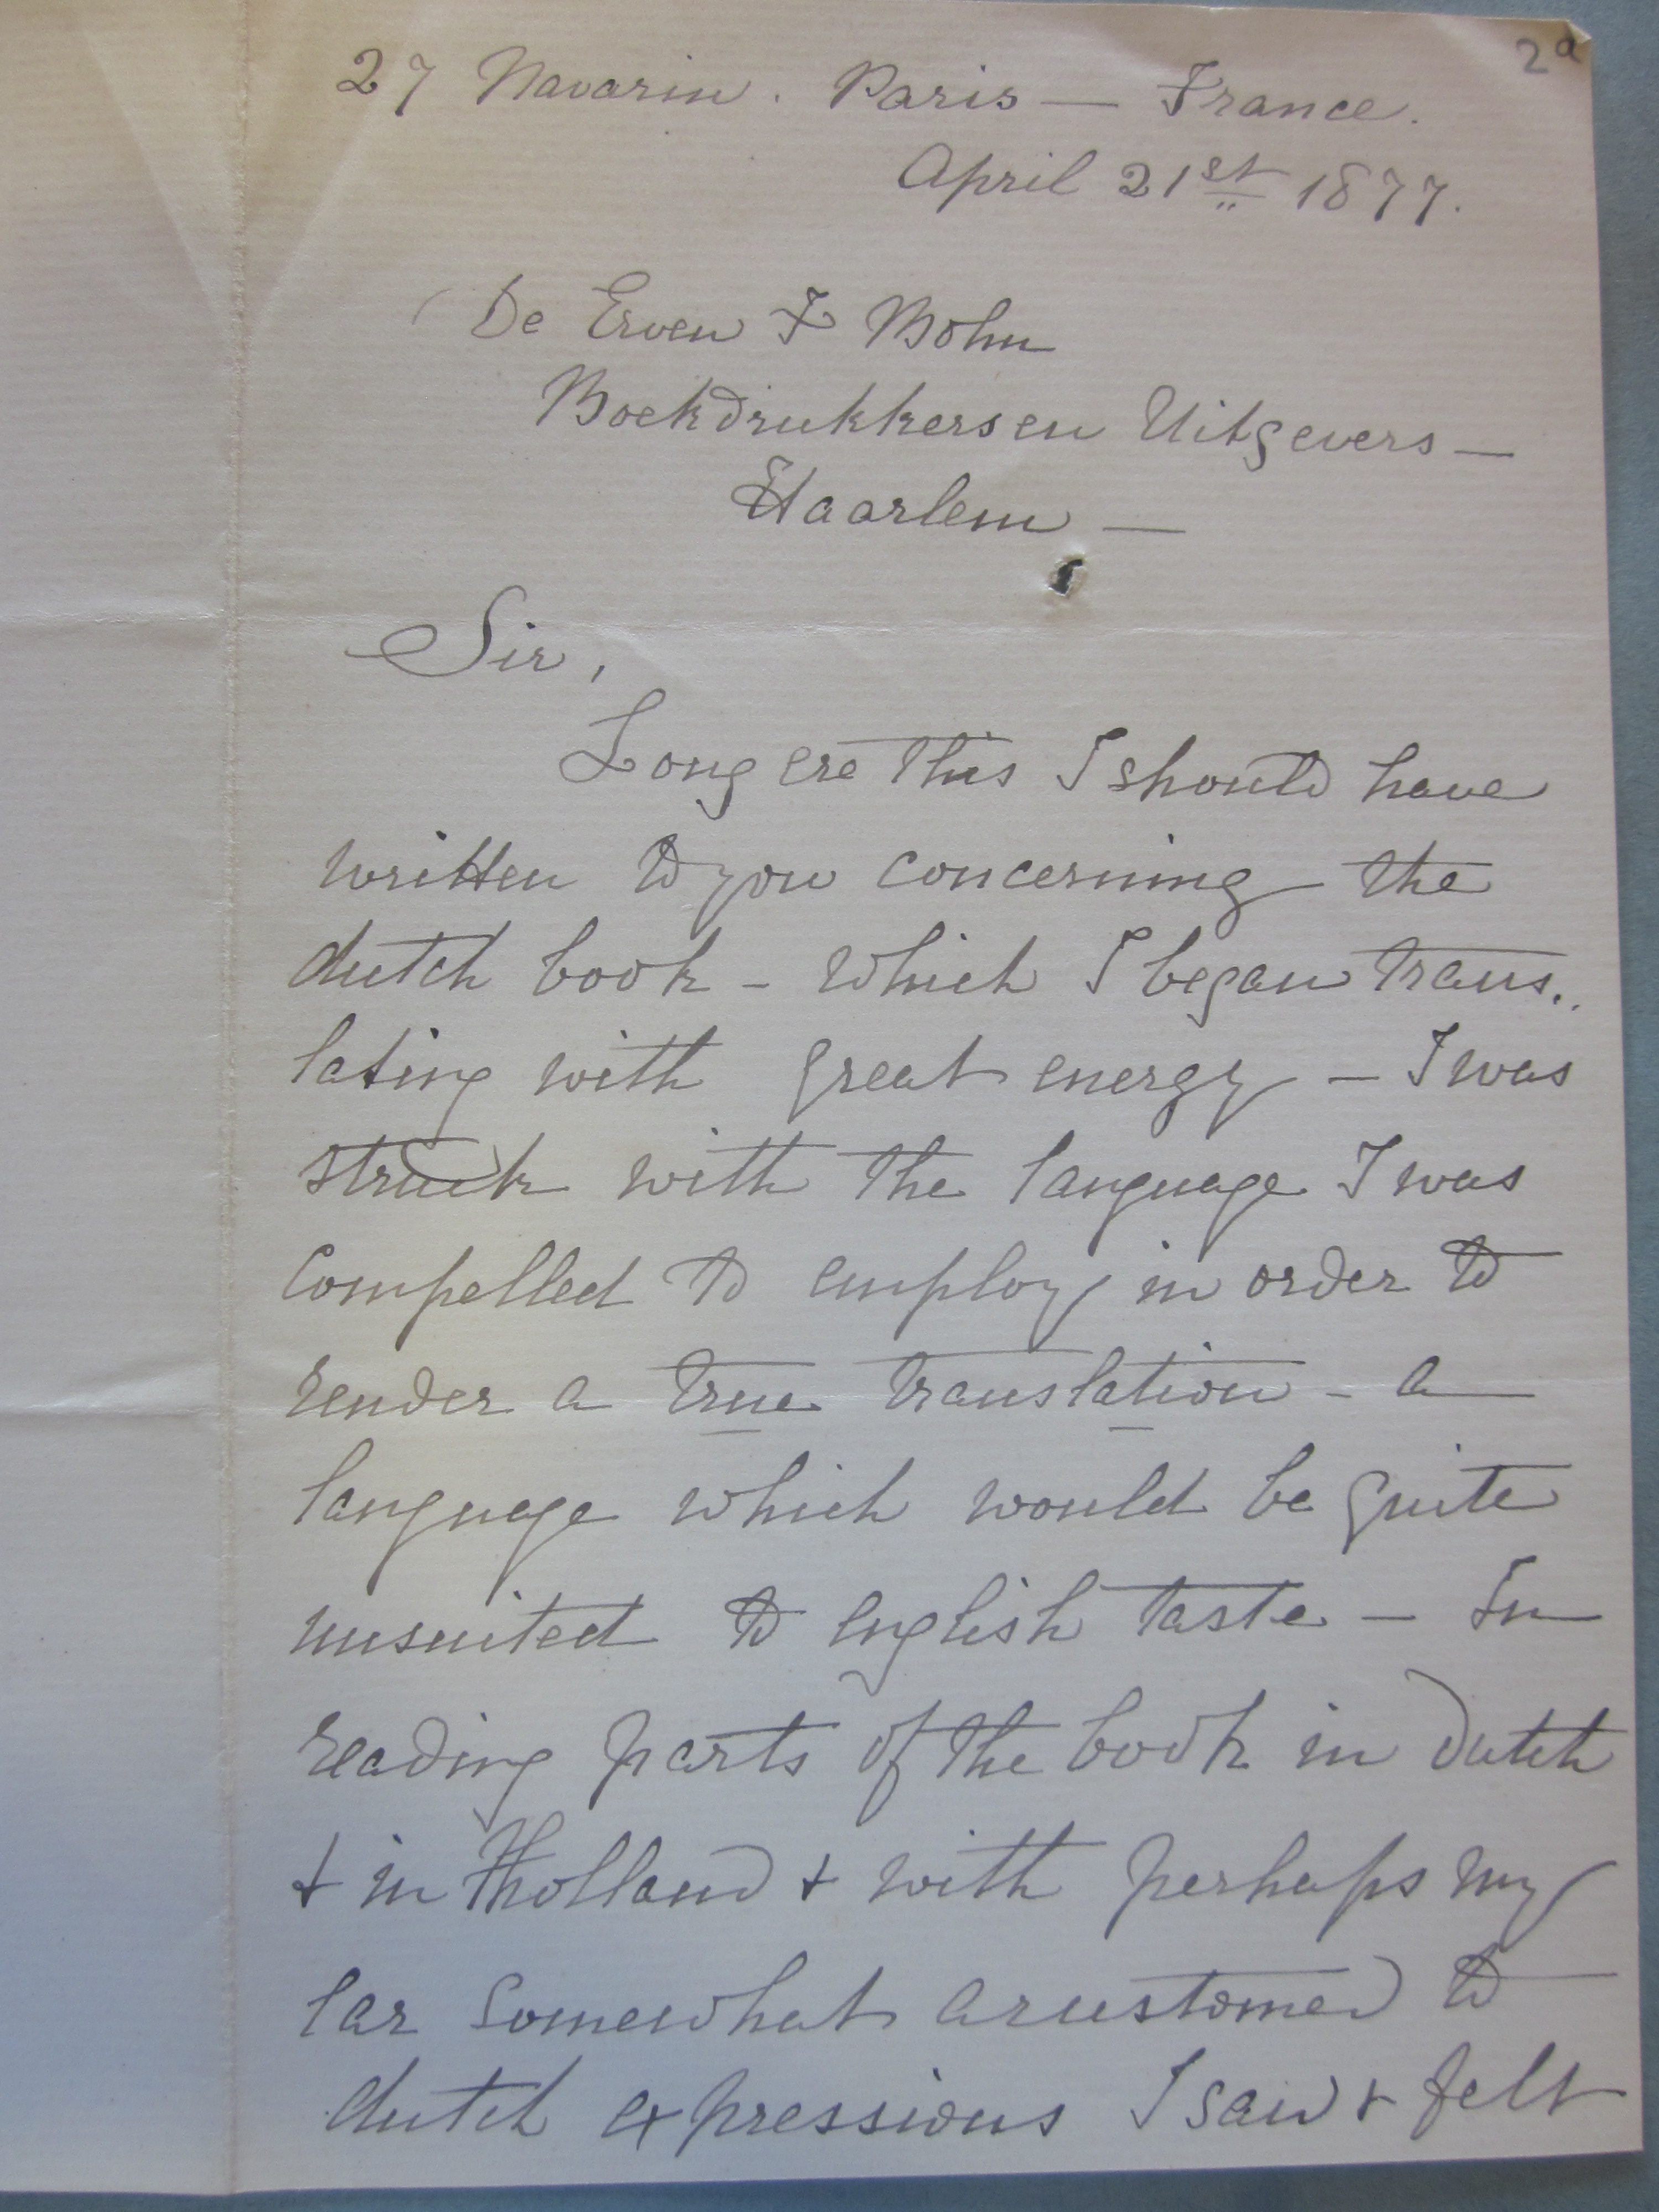 2a
27 Navarin. Paris — France.
April 21st 1877.
De Erven F Bohn
Boekdrukkers en Uitgevers —
Haarlem —
Sir,
Long ere this I should have
written to you concerning the
dutch book - which I began trans.
lating with great energy - I was
struck with the language I was
compelled to employ in order to
render a true translation - a
language which would be quite
unsuited to english taste - In
reading parts of the book in dutch
& in Holland & with perhaps my
ear somewhat accustomed to
dutch expressions I saw & felt